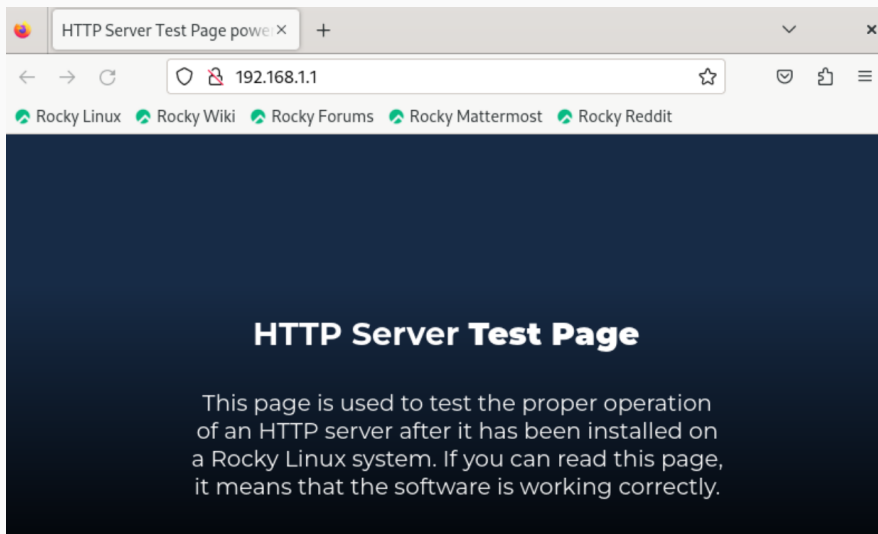 HTTP Server Test Page powe
192.168.1.1
Rocky Linux Rocky Wiki Rocky Forums Rocky Mattermost Rocky Reddit
HTTP Server Test Page
This page is used to test the proper operation
of an HTTP server after it has been installed on
a Rocky Linux system. If you can read this page,
it means that the software is working correctly.